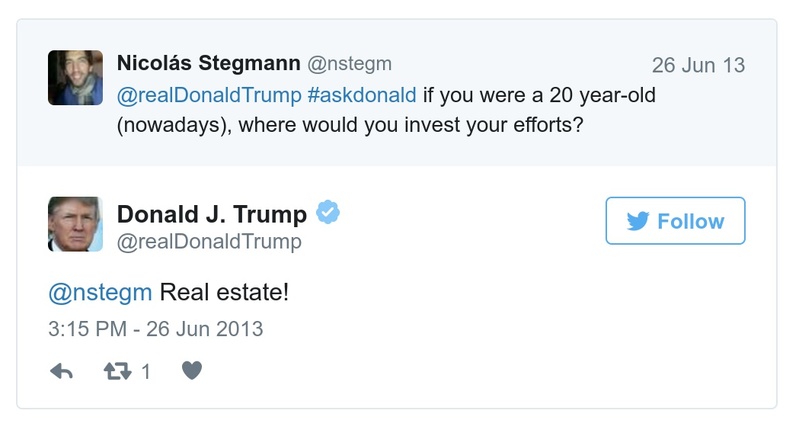 Nicolás Stegmann @nstegm 26 Jun 13
@realDonaldTrump #askdonald if you were a 20 year-old
(nowadays), where would you invest your efforts?
Donald J. Trump
@realDonaldTrump
Follow
@nstegm Real estate!
3:15 PM - 26 Jun 2013
1